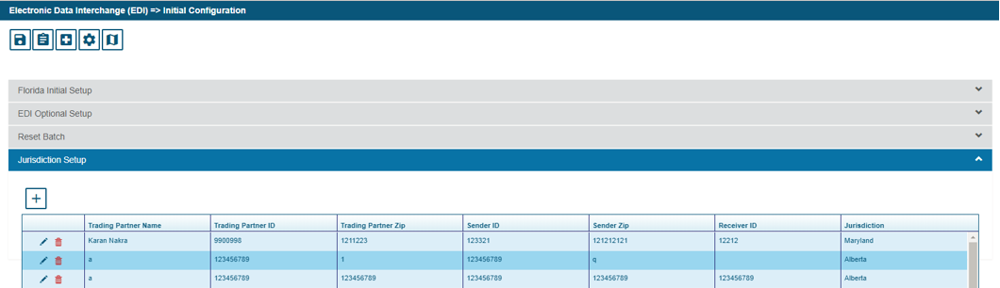 Electronic Data Interchange (EDI) => Initial Configuration
Florida Initial Setup
EDI Optional Setup
Reset Batch
Jurisdiction Setup
Trading Partner Name Trading Partner ID Trading Partner Zip Sender ID Sender Zip Receiver ID Jurisdiction
Karan Nakra 9900998 1211223 123321 121212121 12212 Maryland
a 123456789 1 123456789 q Alberta
a 123456789 123456789 123456789 123456789 123456789 Alberta